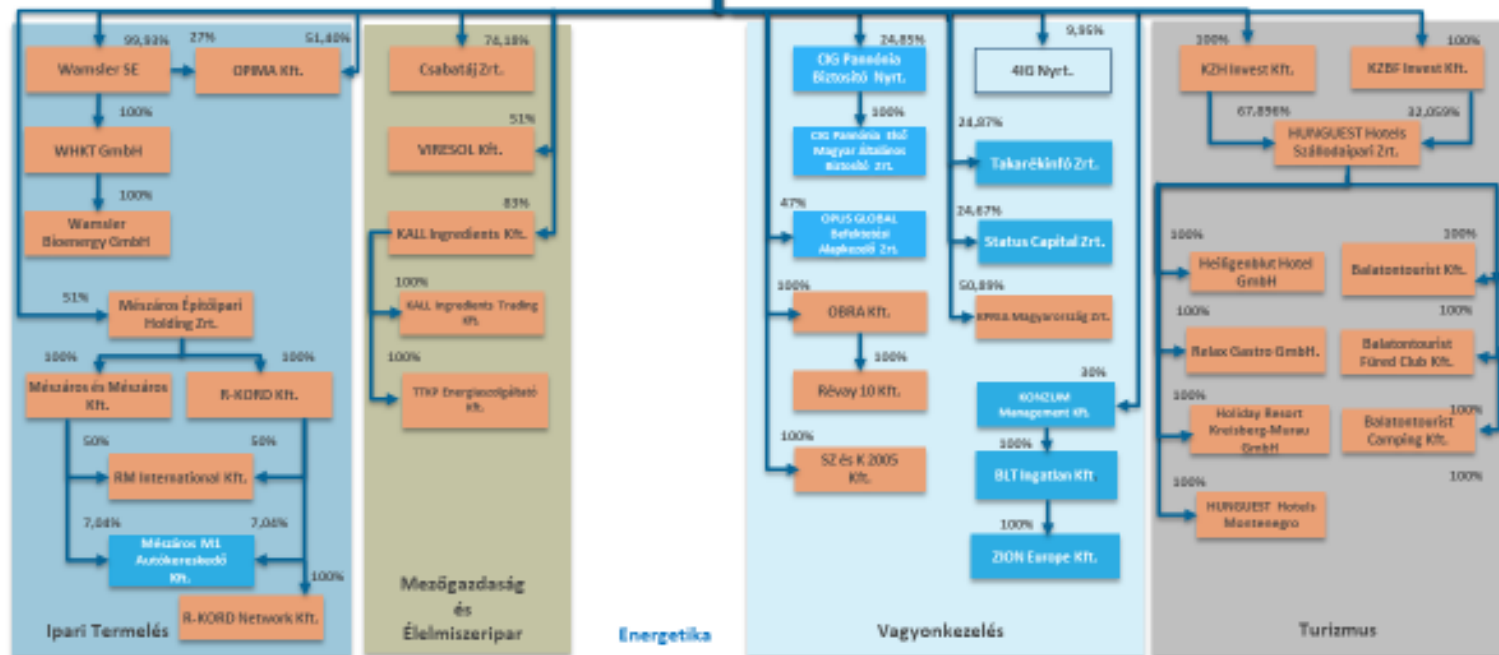 99,93%
27%
51,40%
Wamsler SE
OPIMA Kft.
100%
WHKT GmbH
100%
Wamsler
Bioenergy GmbH
51%
Mészáros Építőipari
Holding Zrt.
100%
100%
Mészáros és Mészáros
Kft.
R-KORD Kft.
50%
50%
RM International Kft.
7,04%
7,04%
Mészáros M1
Autókereskedő
Kft.
100%
R-KORD Network Kft.
Ipari Termelés
74,18%
Csabatáj Zrt.
51%
VIRESOL Kft.
83%
KALL Ingredients Kft.
100%
KALL Ingredients Trading
Kft.
100%
TTKP Energiaszolgáltató
Kft.
Mezőgazdaság
és
Élelmiszeripar
Energetika
24,85%
CIG Pannónia
Biztosító Nyrt.
100%
CIG Pannónia Első
Magyar Általános
Biztosító Zrt.
47%
OPUS GLOBAL
Befektetési
Alapkezelő Zrt.
100%
OBRA Kft.
100%
Révay 10 Kft.
100%
SZ és K 2005
Kft.
9,95%
4IG Nyrt.
24,87%
Takarékinfó Zrt.
24,67%
Status Capital Zrt.
50,89%
Magyarország Zrt.
30%
KONZUM
Management Kft.
100%
BLT Ingatlan Kft.
100%
ZION Europe Kft.
Vagyonkezelés
100%
100%
KZH Invest Kft.
KZBF Invest Kft.
67,896%
32,059%
HUNGUEST Hotels
Szállodaipari Zrt.
100%
Heiligenblut Hotel
GmbH
100%
Relax Gastro GmbH.
100%
Holiday Resort
Kreisberg-Murau
GmbH
100%
HUNGUEST Hotels
Montenegro
100%
Balatontourist Kft.
100%
Balatontourist
Füred Club Kft.
100%
Balatontourist
Camping Kft.
100%
Turizmus